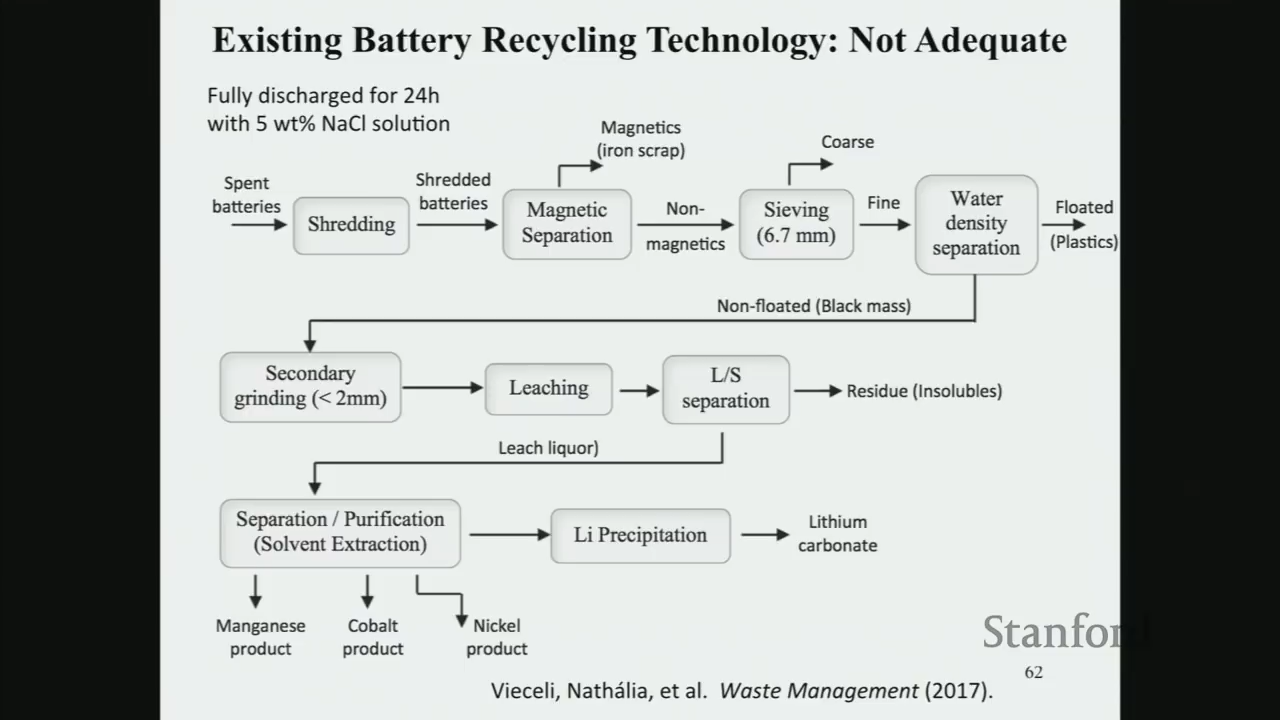 Existing Battery Recycling Technology: Not Adequate
Fully discharged for 24h
with 5 wt% NaCl solution
Spent
batteries
Shredding
Shredded
batteries
Magnetics
(iron scrap)
Magnetic
Separation
Non-
magnetics
Coarse
Sieving
(6.7 mm)
Fine
Water
density
separation
Floated
(Plastics)
Non-floated (Black mass)
Secondary
grinding (< 2mm)
Leaching
L/S
separation
Residue (Insolubles)
Leach liquor)
Separation / Purification
(Solvent Extraction)
Li Precipitation
Lithium
carbonate
Manganese
product
Cobalt
product
Nickel
product
Stanford
62
Vieceli, Nathália, et al. Waste Management (2017).